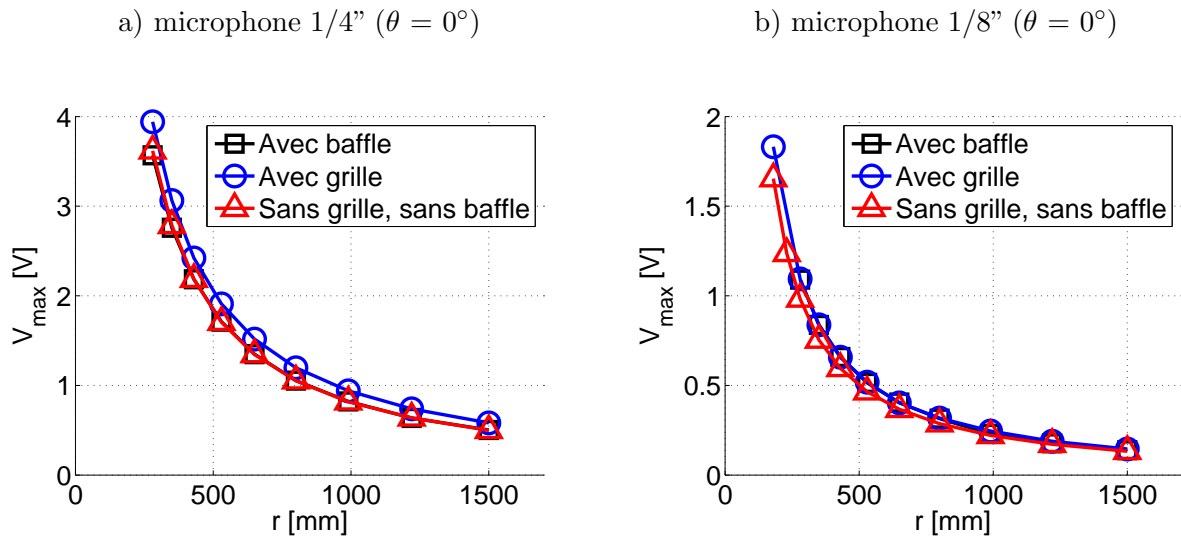 a) microphone 1/4” (θ = 0°)
4
3
2
1
0
V_max [V]
0 500 1000 1500
r [mm]
Avec baffle
Avec grille
Sans grille, sans baffle
b) microphone 1/8” (θ = 0°)
2
1.5
1
0.5
0
V_max [V]
0 500 1000 1500
r [mm]
Avec baffle
Avec grille
Sans grille, sans baffle